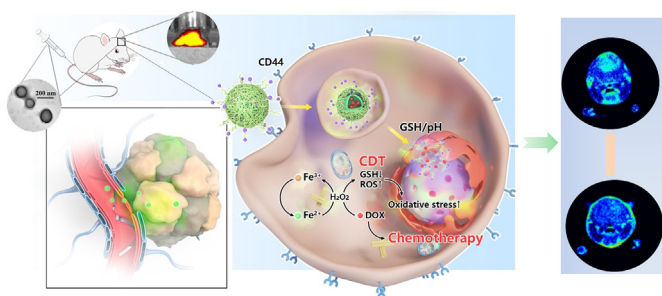 200 nm
CD44
GSH/pH
CDT
GSH↓
ROS↑
Fe³⁺
H₂O₂
Fe²⁺
Oxidative stress↑
DOX
Chemotherapy